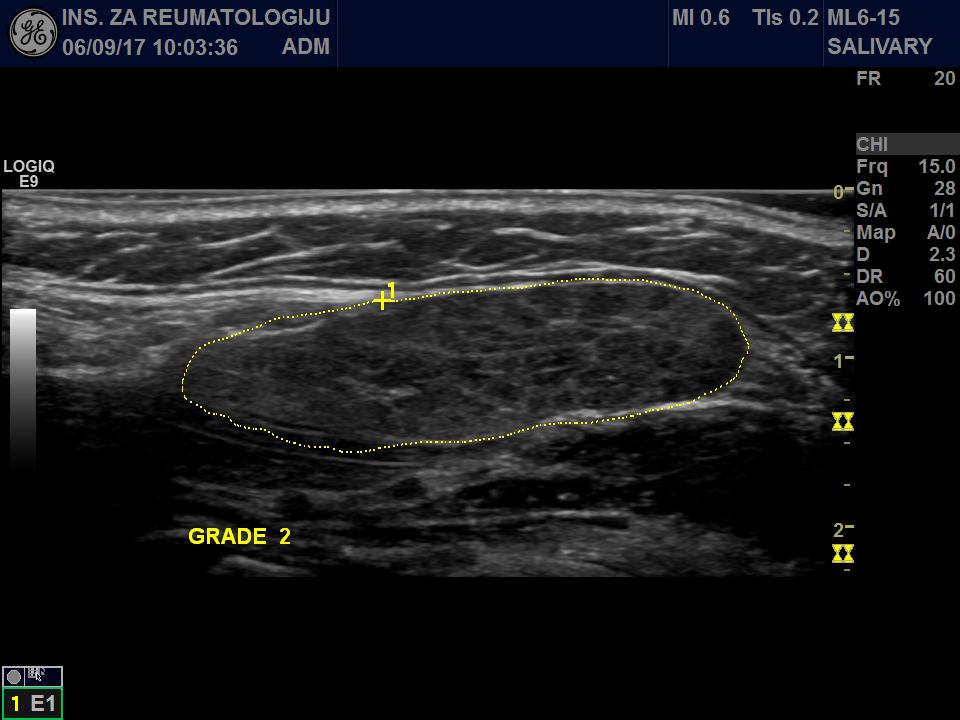 INS. ZA REUMATOLOGIJU
06/09/17 10:03:36 ADM
MI 0.6 TIs 0.2
ML6-15
SALIVARY
FR 20
CHI
Frq 15.0
Gn 28
S/A 1/1
Map A/0
D 2.3
DR 60
AO% 100
LOGIQ
E9
0
1
1
2
GRADE 2
1 E1